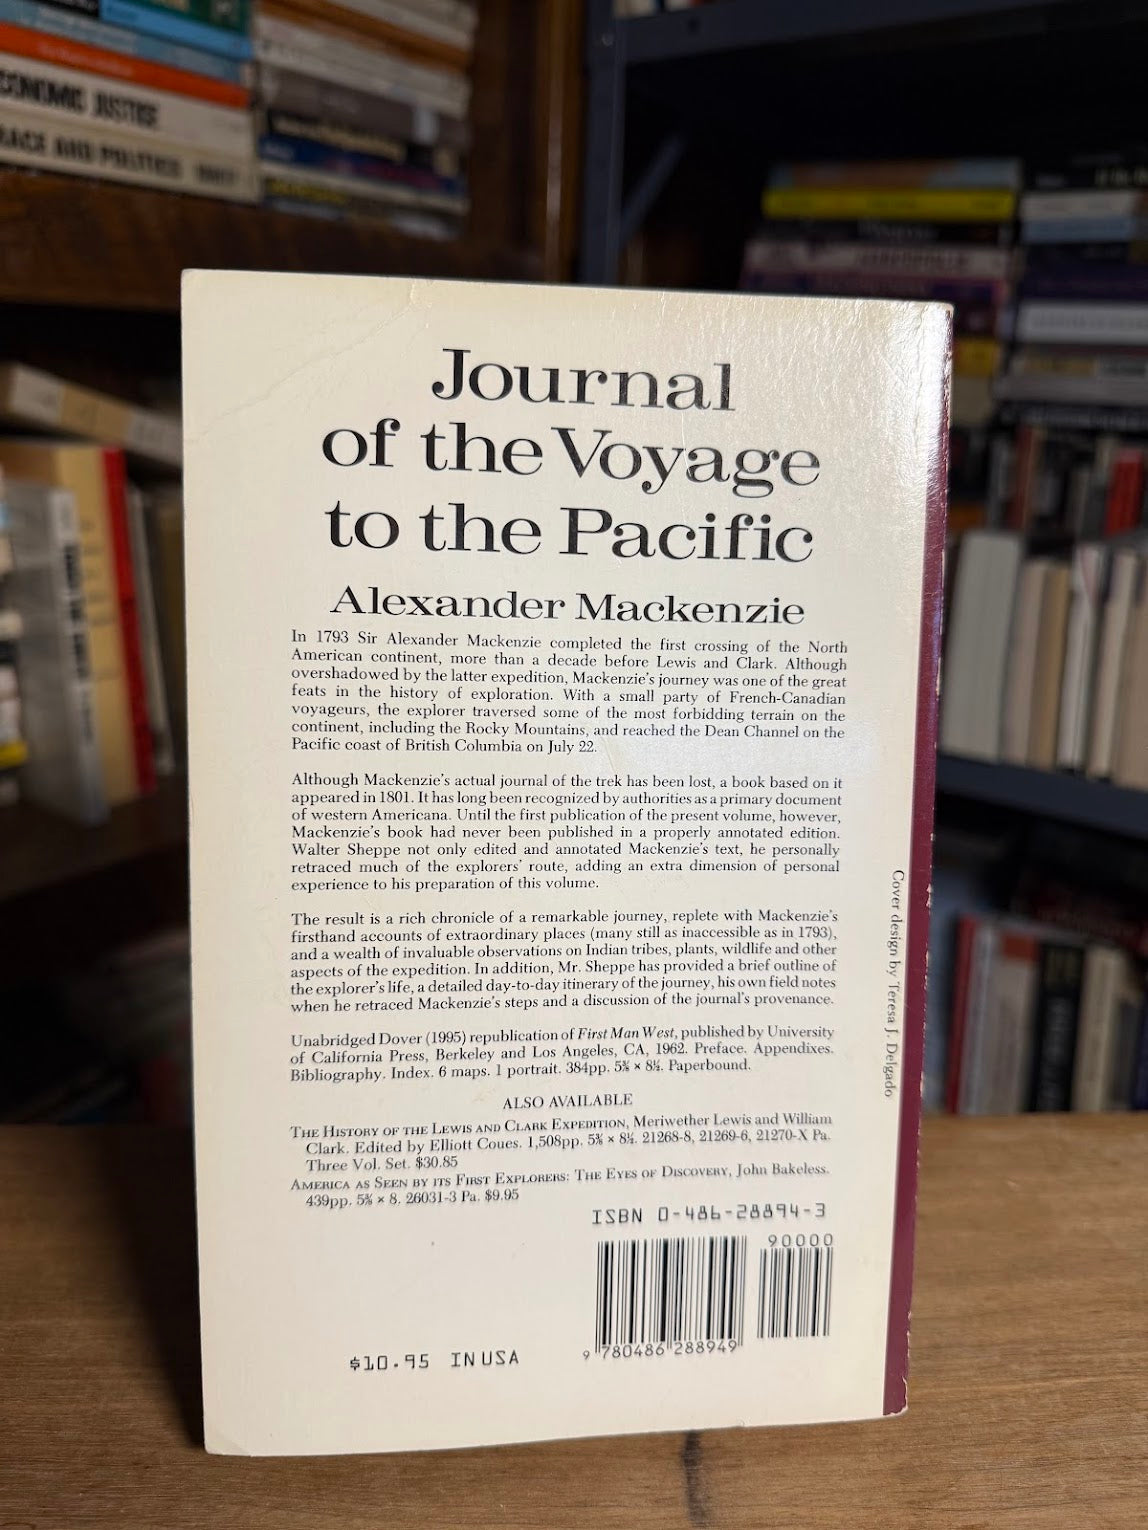 ECONOMIC JUSTICE
RACE AND POLITICS
Journal
of the Voyage
to the Pacific
Alexander Mackenzie
In 1793 Sir Alexander Mackenzie completed the first crossing of the North
American continent, more than a decade before Lewis and Clark. Although
overshadowed by the latter expedition, Mackenzie's journey was one of the great
feats in the history of exploration. With a small party of French-Canadian
voyageurs, the explorer traversed some of the most forbidding terrain on the
continent, including the Rocky Mountains, and reached the Dean Channel on the
Pacific coast of British Columbia on July 22.
Although Mackenzie's actual journal of the trek has been lost, a book based on it
appeared in 1801. It has long been recognized by authorities as a primary document
of western Americana. Until the first publication of the present volume, however,
Mackenzie's book had never been published in a properly annotated edition.
Walter Sheppe not only edited and annotated Mackenzie's text, he personally
retraced much of the explorers' route, adding an extra dimension of personal
experience to his preparation of this volume.
The result is a rich chronicle of a remarkable journey, replete with Mackenzie's
firsthand accounts of extraordinary places (many still as inaccessible as in 1793),
and a wealth of invaluable observations on Indian tribes, plants, wildlife and other
aspects of the expedition. In addition, Mr. Sheppe has provided a brief outline of
the explorer's life, a detailed day-to-day itinerary of the journey, his own field notes
when he retraced Mackenzie's steps and a discussion of the journal's provenance.
Unabridged Dover (1995) republication of First Man West, published by University
of California Press, Berkeley and Los Angeles, CA, 1962. Preface. Appendixes.
Bibliography. Index. 6 maps. 1 portrait. 384pp. 5⅜ × 8½. Paperbound.
ALSO AVAILABLE
THE HISTORY OF THE LEWIS AND CLARK EXPEDITION, Meriwether Lewis and William
Clark. Edited by Elliott Coues. 1,508pp. 5⅜ × 8½. 21268-8, 21269-6, 21270-X Pa.
Three Vol. Set. $30.85
AMERICA AS SEEN BY ITS FIRST EXPLORERS: THE EYES OF DISCOVERY, John Bakeless.
439pp. 5⅜ × 8. 26031-3 Pa. $9.95
ISBN 0-486-28894-3
90000
9 780486 288949
$10.95 IN USA
Cover design by Teresa J. Delgado